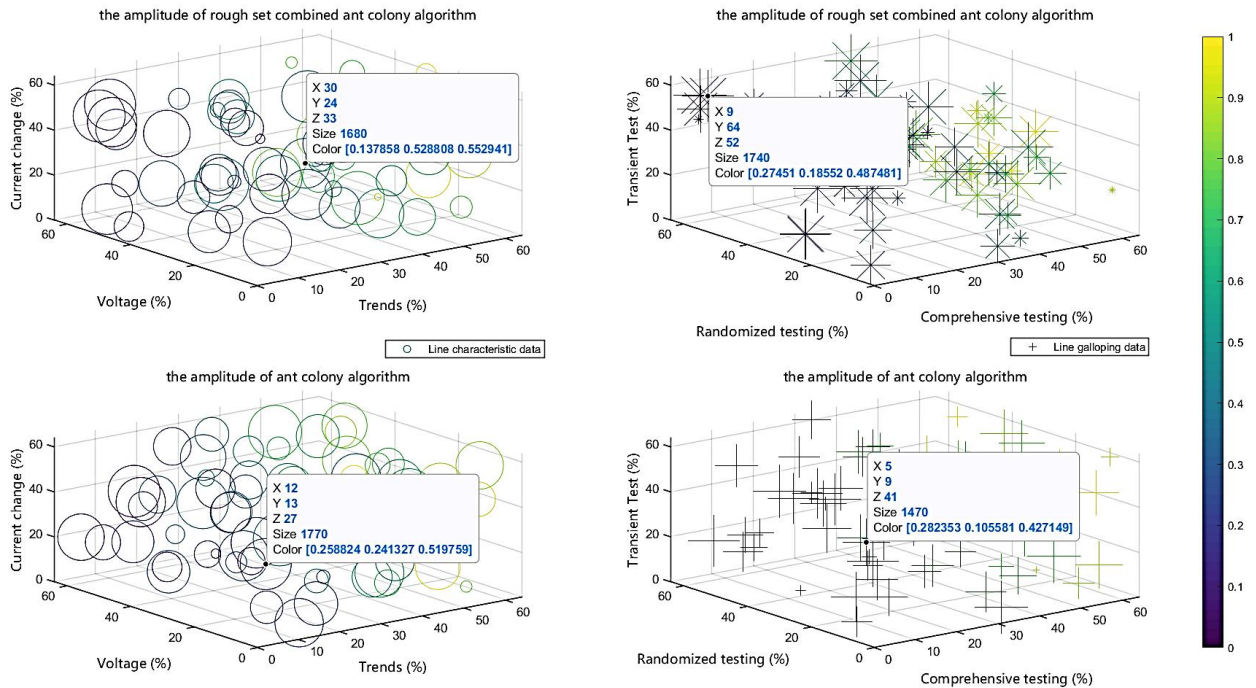 the amplitude of rough set combined ant colony algorithm
60
40
20
0
Current change (%)
X 30
Y 24
Z 33
Size 1680
Color [0.137858 0.528808 0.552941]
60
40
20
0
Voltage (%)
0
10
20
30
40
50
60
Trends (%)
Line characteristic data
the amplitude of rough set combined ant colony algorithm
60
40
20
0
Transient Test (%)
X 9
Y 64
Z 52
Size 1740
Color [0.27451 0.18552 0.487481]
60
40
20
0
Randomized testing (%)
0
10
20
30
40
50
60
Comprehensive testing (%)
Line galloping data
the amplitude of ant colony algorithm
60
40
20
0
Current change (%)
X 12
Y 13
Z 27
Size 1770
Color [0.258824 0.241327 0.519759]
60
40
20
0
Voltage (%)
0
10
20
30
40
50
60
Trends (%)
the amplitude of ant colony algorithm
60
40
20
0
Transient Test (%)
X 5
Y 9
Z 41
Size 1470
Color [0.282353 0.105581 0.427149]
60
40
20
0
Randomized testing (%)
0
10
20
30
40
50
60
Comprehensive testing (%)
1
0.9
0.8
0.7
0.6
0.5
0.4
0.3
0.2
0.1
0